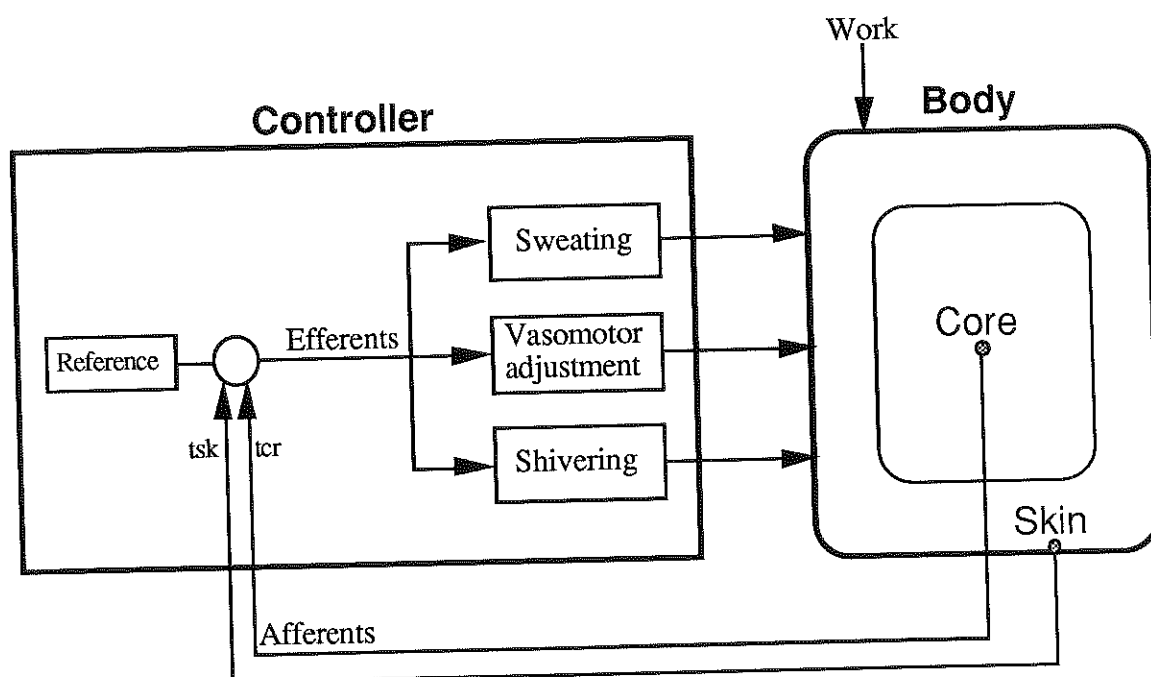 Work
Controller
Body
Sweating
Efferents
Reference
Vasomotor
adjustment
Core
tsk
tcr
Shivering
Skin
Afferents